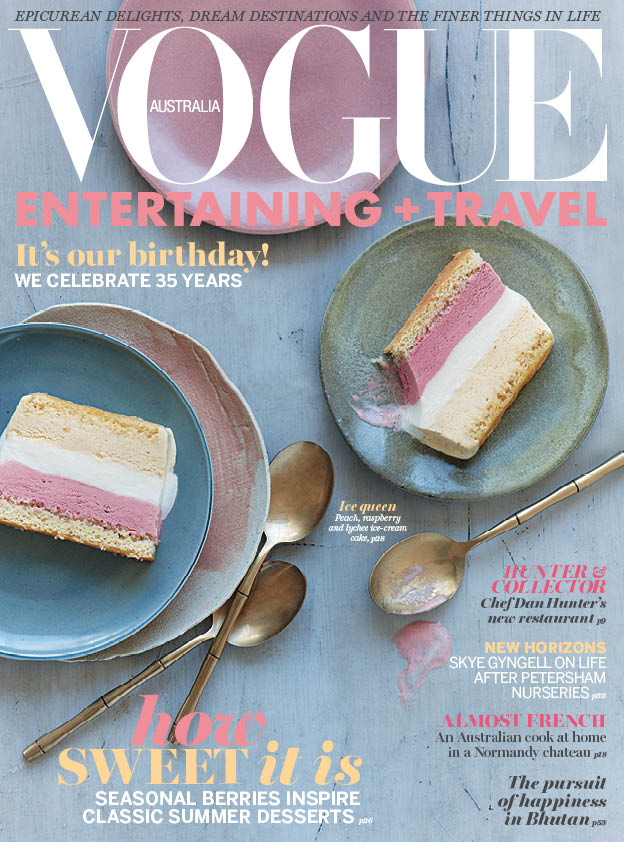 EPICUREAN DELIGHTS, DREAM DESTINATIONS AND THE FINER THINGS IN LIFE
VOGUE
AUSTRALIA
ENTERTAINING + TRAVEL
It's our birthday!
WE CELEBRATE 35 YEARS
Ice queen
Peach, raspberry
and lychee ice-cream
cake, p28
HUNTER &
COLLECTOR
Chef Dan Hunter's
new restaurant p9
NEW HORIZONS
SKYE GYNGELL ON LIFE
AFTER PETERSHAM
NURSERIES p32
ALMOST FRENCH
An Australian cook at home
in a Normandy chateau p18
The pursuit
of happiness
in Bhutan p53
how
SWEET it is
SEASONAL BERRIES INSPIRE
CLASSIC SUMMER DESSERTS p26